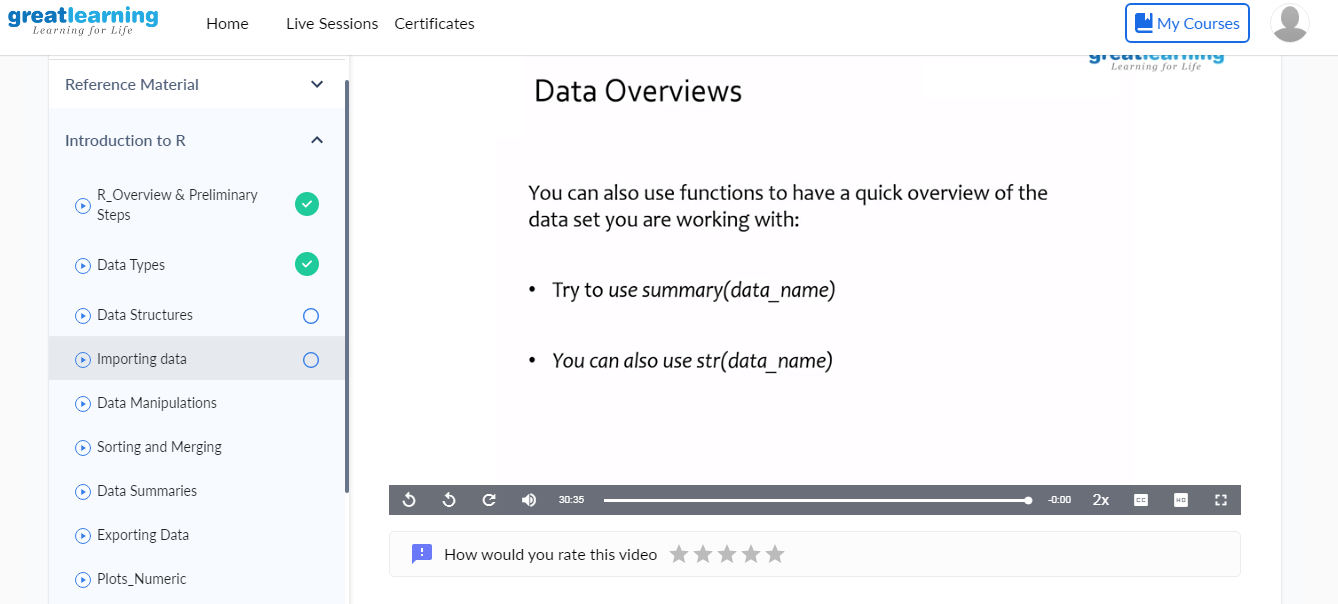 greatlearning
Learning for Life
Home
Live Sessions
Certificates
My Courses
Reference Material
Introduction to R
R_Overview & Preliminary
Steps
Data Types
Data Structures
Importing data
Data Manipulations
Sorting and Merging
Data Summaries
Exporting Data
Plots_Numeric
greatlearning
Learning for Life
Data Overviews
You can also use functions to have a quick overview of the
data set you are working with:
• Try to use summary(data_name)
• You can also use str(data_name)
30:35
-0:00
2x
CC
HD
How would you rate this video